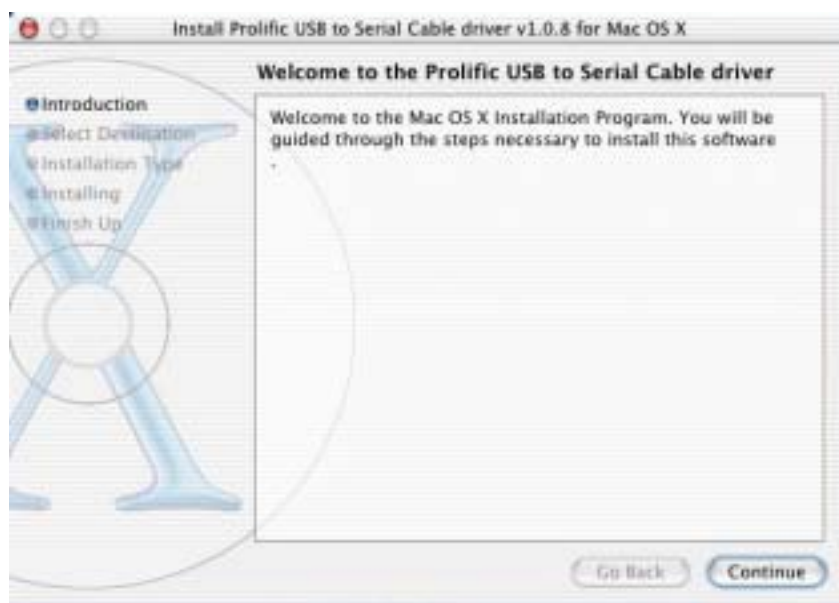 Install Prolific USB to Serial Cable driver v1.0.8 for Mac OS X
Welcome to the Prolific USB to Serial Cable driver
Introduction
Select Destination
Installation Type
Installing
Finish Up
Welcome to the Mac OS X Installation Program. You will be
guided through the steps necessary to install this software
.
Go Back
Continue